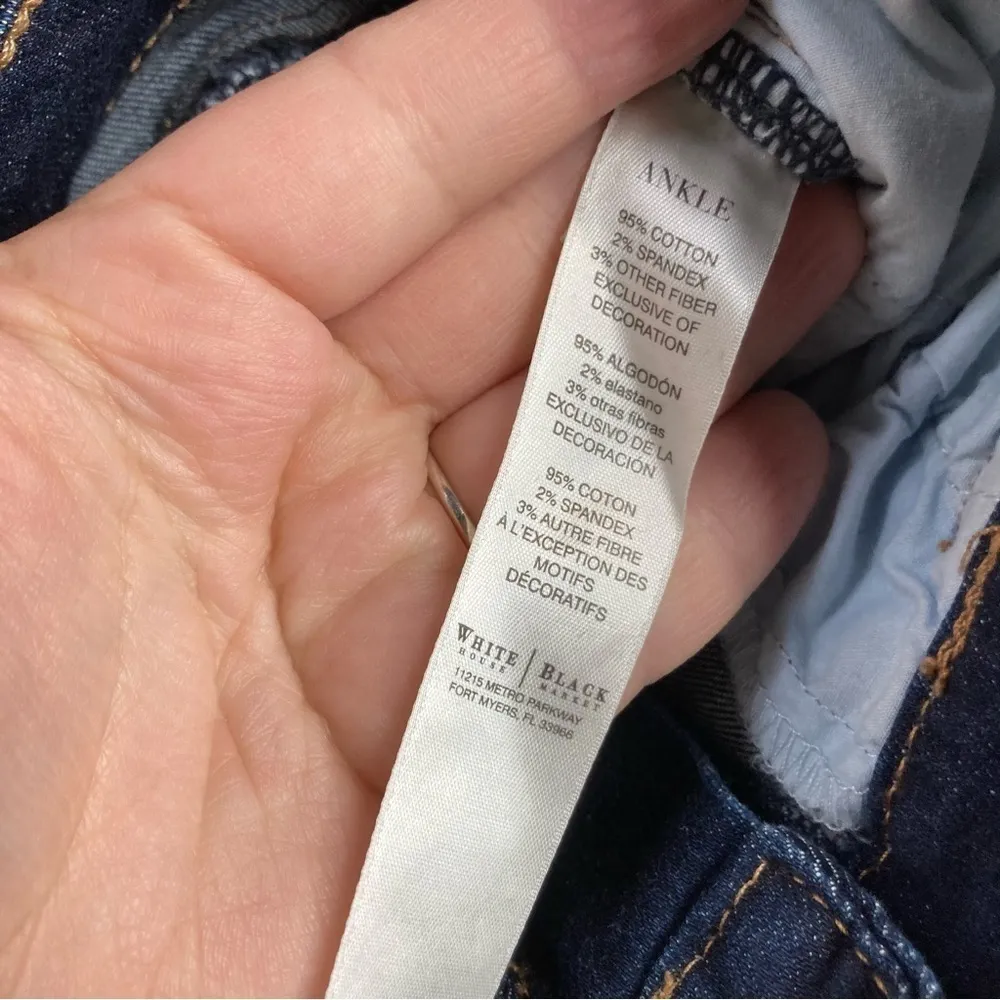 ANKLE
95% COTTON
2% SPANDEX
3% OTHER FIBER
EXCLUSIVE OF
DECORATION
95% ALGODÓN
2% elastano
3% otras fibras
EXCLUSIVO DE LA
DECORACIÓN
95% COTON
2% SPANDEX
3% AUTRE FIBRE
À L'EXCEPTION DES
MOTIFS
DÉCORATIFS
WHITE | BLACK
HOUSE MARKET
11215 METRO PARKWAY
FORT MYERS, FL 33966